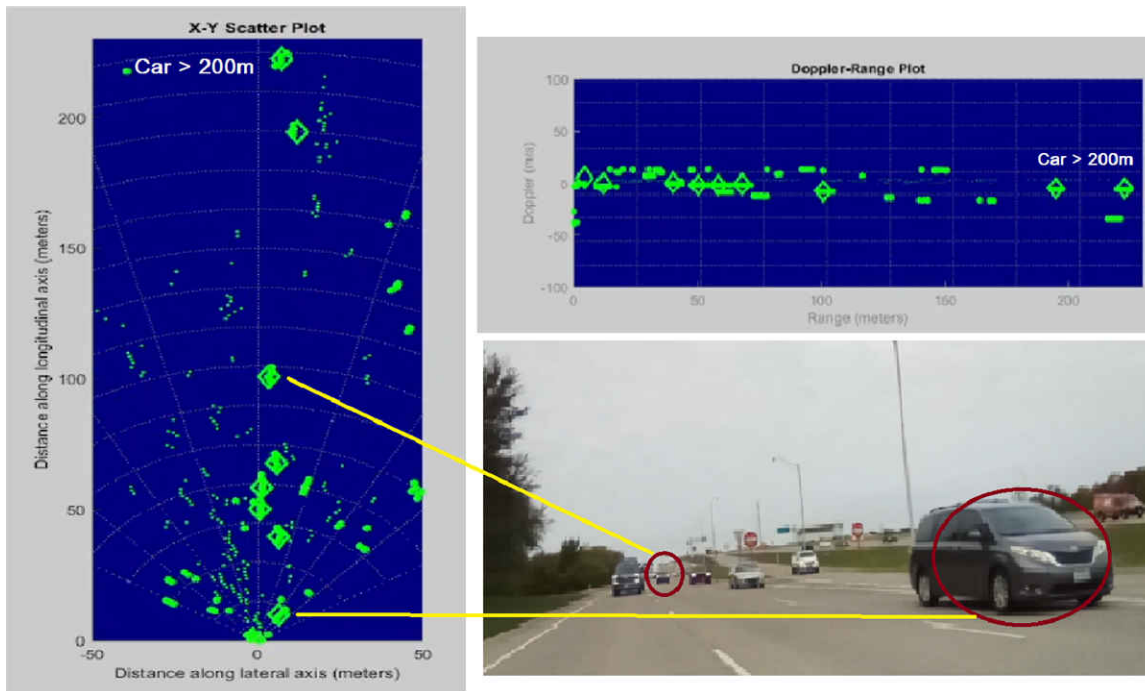 X-Y Scatter Plot
Car > 200m
Distance along longitudinal axis (meters)
200
150
100
50
0
-50
0
50
Distance along lateral axis (meters)
Doppler-Range Plot
Car > 200m
Doppler (m/s)
100
50
0
-50
-100
0
50
100
150
200
Range (meters)